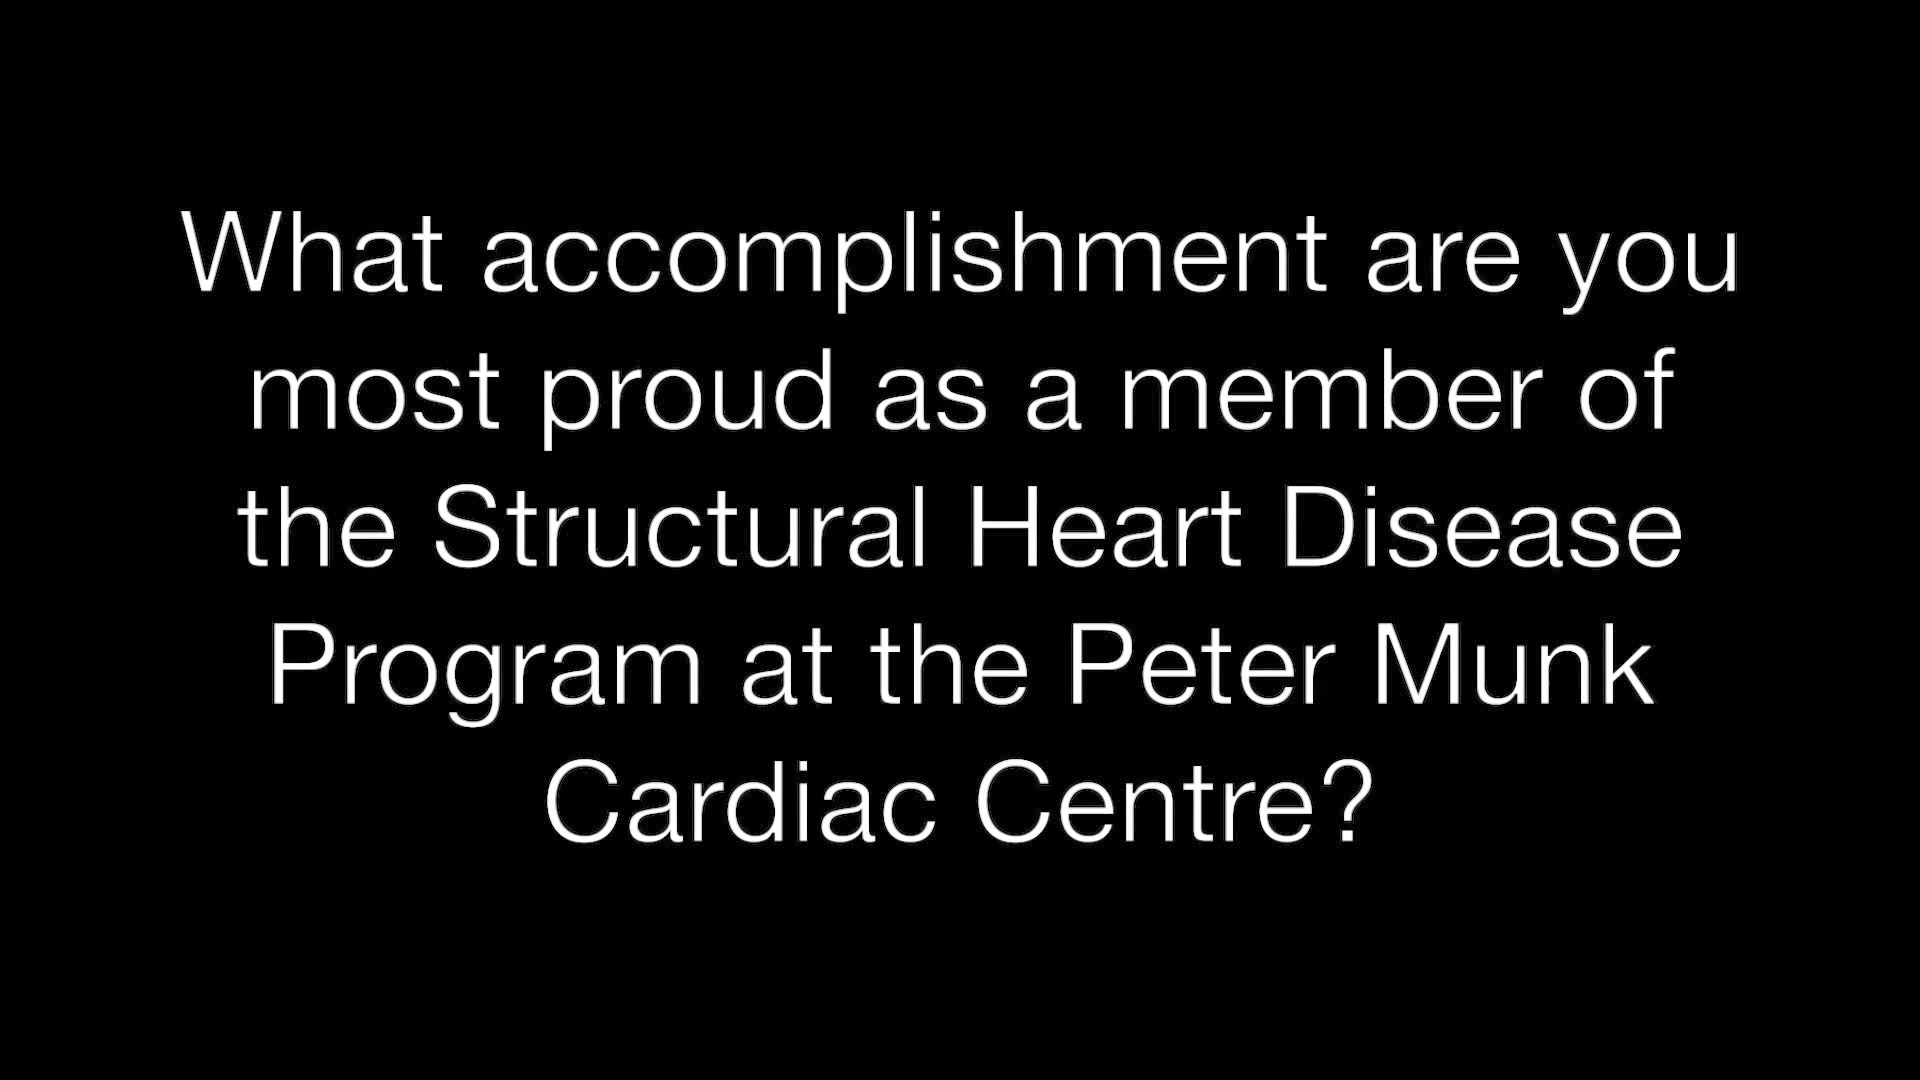 What accomplishment are you
most proud as a member of
the Structural Heart Disease
Program at the Peter Munk
Cardiac Centre?